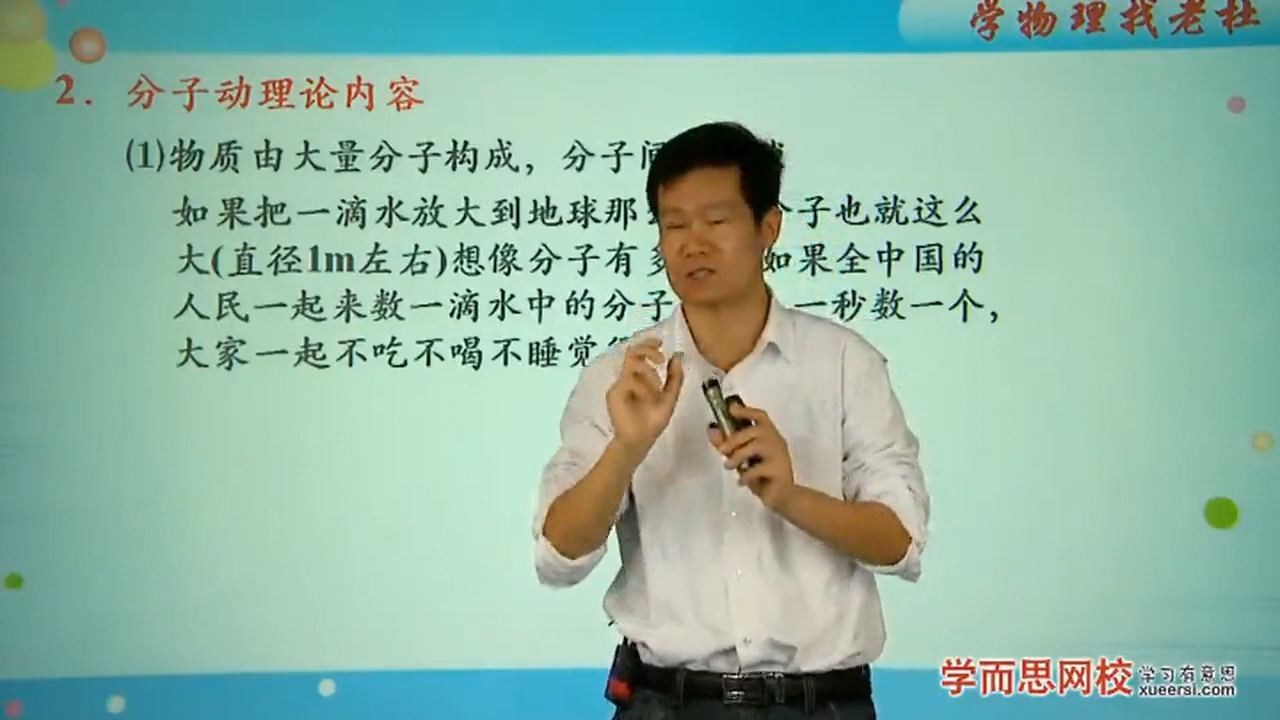 学物理找老杜
2. 分子动理论内容
(1)物质由大量分子构成，分子间
如果把一滴水放大到地球那 分子也就这么
大(直径1m左右)想像分子有多 如果全中国的
人民一起来数一滴水中的分子 一秒数一个，
大家一起不吃不喝不睡觉
学而思网校 学习有意思
xueersi.com